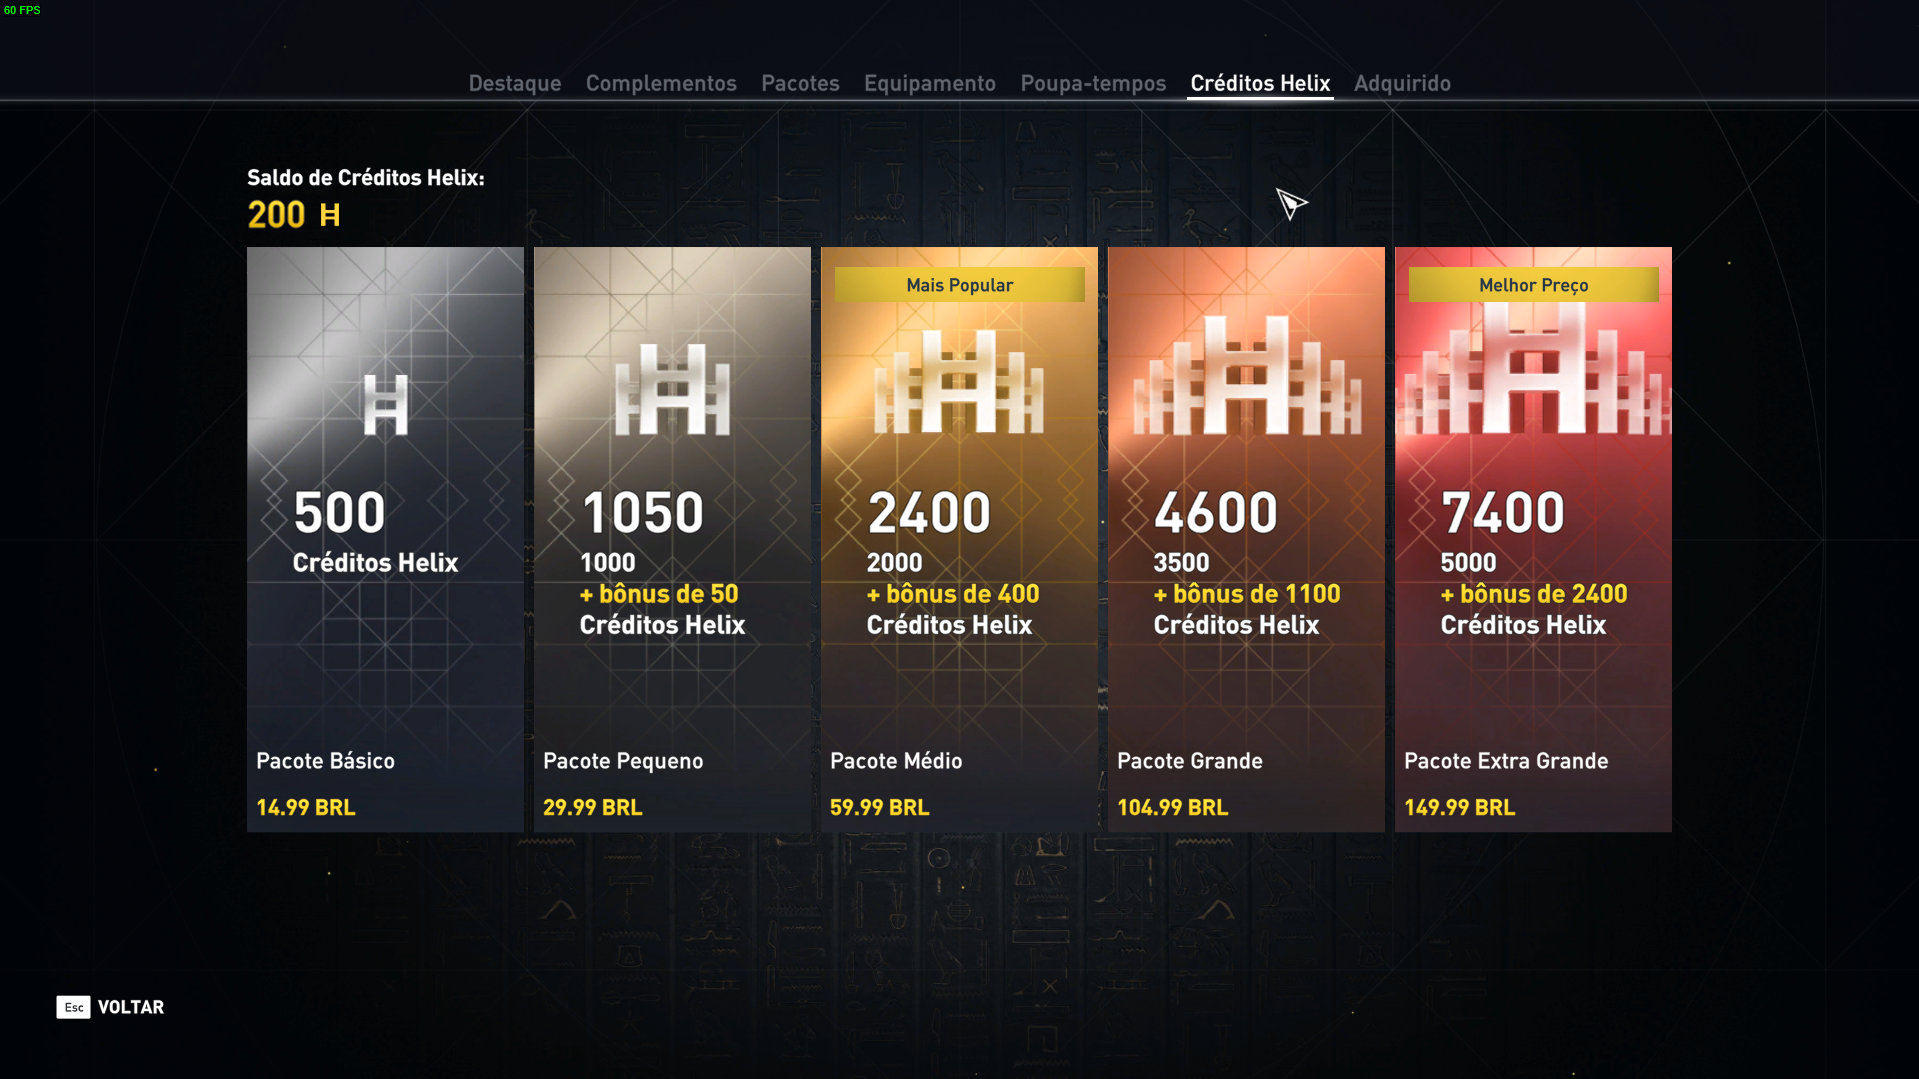 60 FPS
Destaque Complementos Pacotes Equipamento Poupa-tempos Créditos Helix Adquirido
Saldo de Créditos Helix:
200 H
500
Créditos Helix
Pacote Básico
14.99 BRL
1050
1000
+ bônus de 50
Créditos Helix
Pacote Pequeno
29.99 BRL
Mais Popular
2400
2000
+ bônus de 400
Créditos Helix
Pacote Médio
59.99 BRL
4600
3500
+ bônus de 1100
Créditos Helix
Pacote Grande
104.99 BRL
Melhor Preço
7400
5000
+ bônus de 2400
Créditos Helix
Pacote Extra Grande
149.99 BRL
Esc VOLTAR